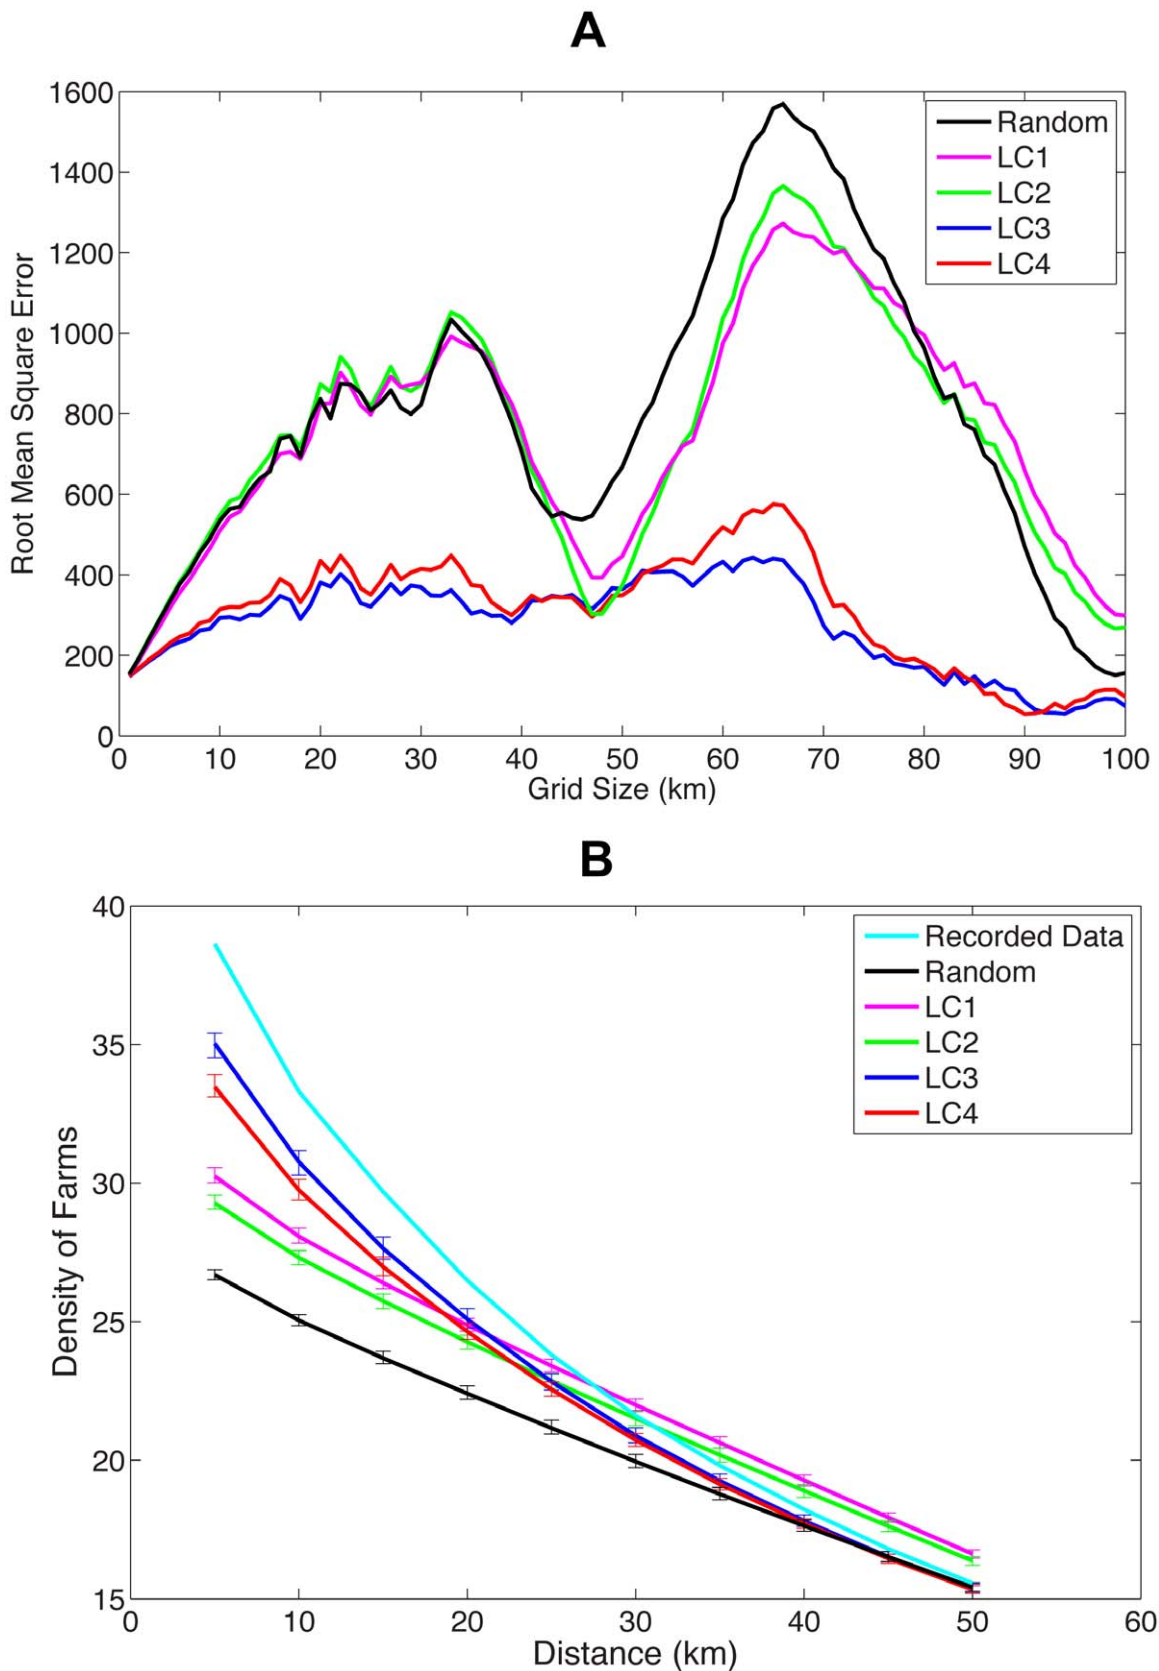 A
1600
1400
1200
1000
800
600
400
200
0
Root Mean Square Error
Random
LC1
LC2
LC3
LC4
0 10 20 30 40 50 60 70 80 90 100
Grid Size (km)
B
40
35
30
25
20
15
Density of Farms
Recorded Data
Random
LC1
LC2
LC3
LC4
0 10 20 30 40 50 60
Distance (km)